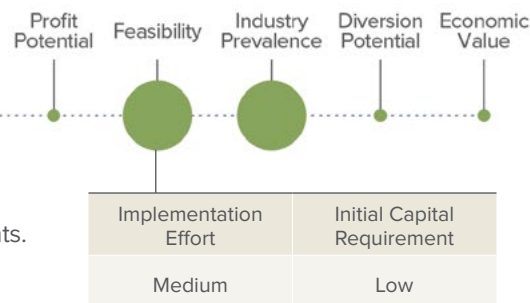 Profit Potential
Feasibility
Industry Prevalence
Diversion Potential
Economic Value
Implementation Effort
Initial Capital Requirement
Medium
Low